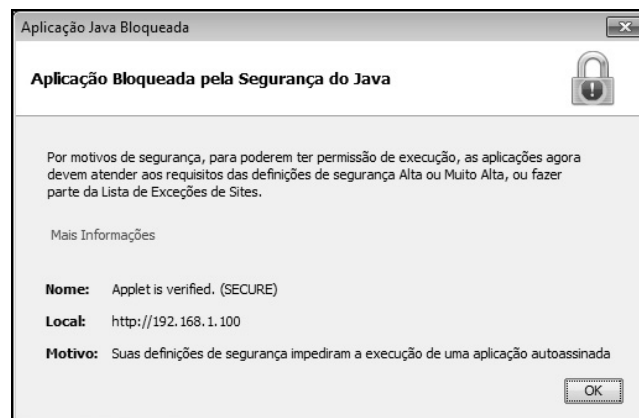 Aplicação Java Bloqueada
Aplicação Bloqueada pela Segurança do Java
Por motivos de segurança, para poderem ter permissão de execução, as aplicações agora
devem atender aos requisitos das definições de segurança Alta ou Muito Alta, ou fazer
parte da Lista de Exceções de Sites.
Mais Informações
Nome: Applet is verified. (SECURE)
Local: http://192.168.1.100
Motivo: Suas definições de segurança impediram a execução de uma aplicação autoassinada
OK